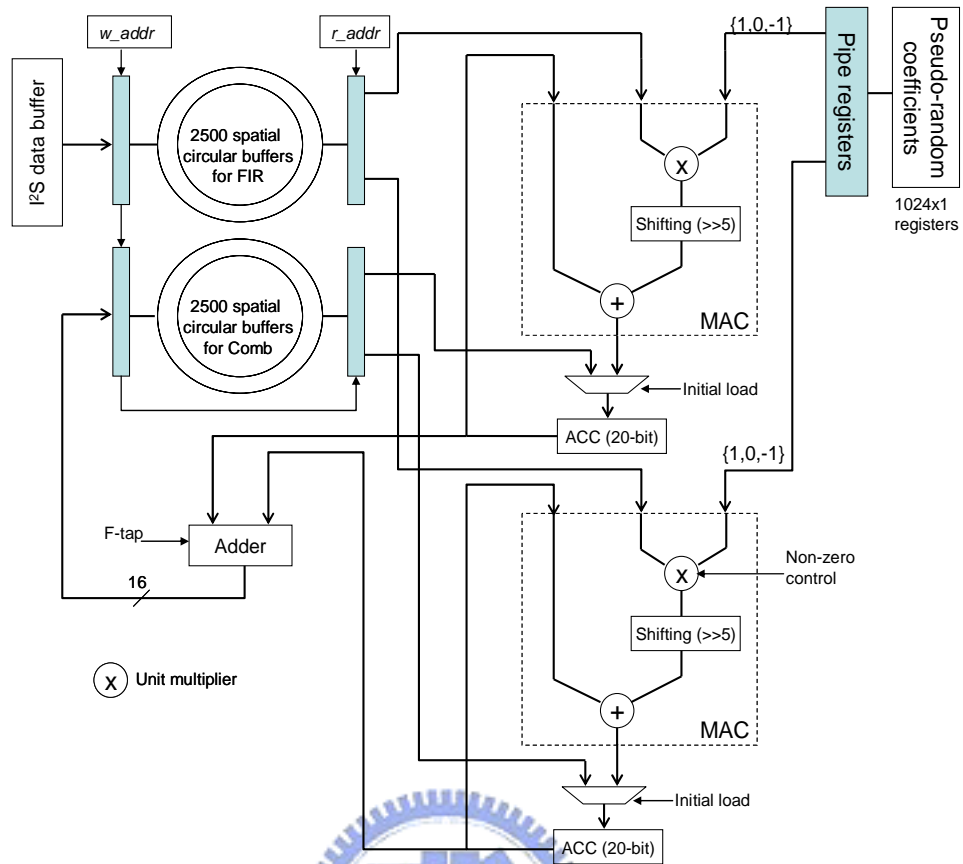 w_addr
r_addr
{1,0,-1}
I²S data buffer
2500 spatial
circular buffers
for FIR
Pipe registers
Pseudo-random
coefficients
1024x1
registers
x
Shifting (>>5)
+
MAC
2500 spatial
circular buffers
for Comb
Initial load
ACC (20-bit)
{1,0,-1}
F-tap
Adder
16
x
Non-zero
control
Shifting (>>5)
x
Unit multiplier
+
MAC
Initial load
ACC (20-bit)